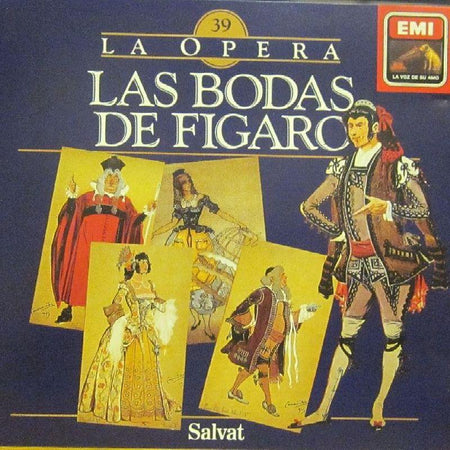 39
LA OPERA
LAS BODAS
DE FIGARO
EMI
LA VOZ DE SU AMO
Salvat